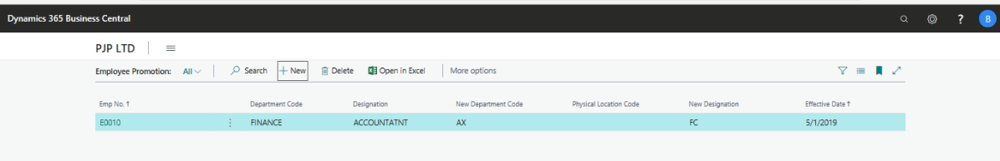 Dynamics 365 Business Central ? B
PJP LTD
Employee Promotion: All Search + New Delete Open in Excel More options
Emp No. ↑ Department Code Designation New Department Code Physical Location Code New Designation Effective Date ↑
E0010 FINANCE ACCOUNTATNT AX FC 5/1/2019